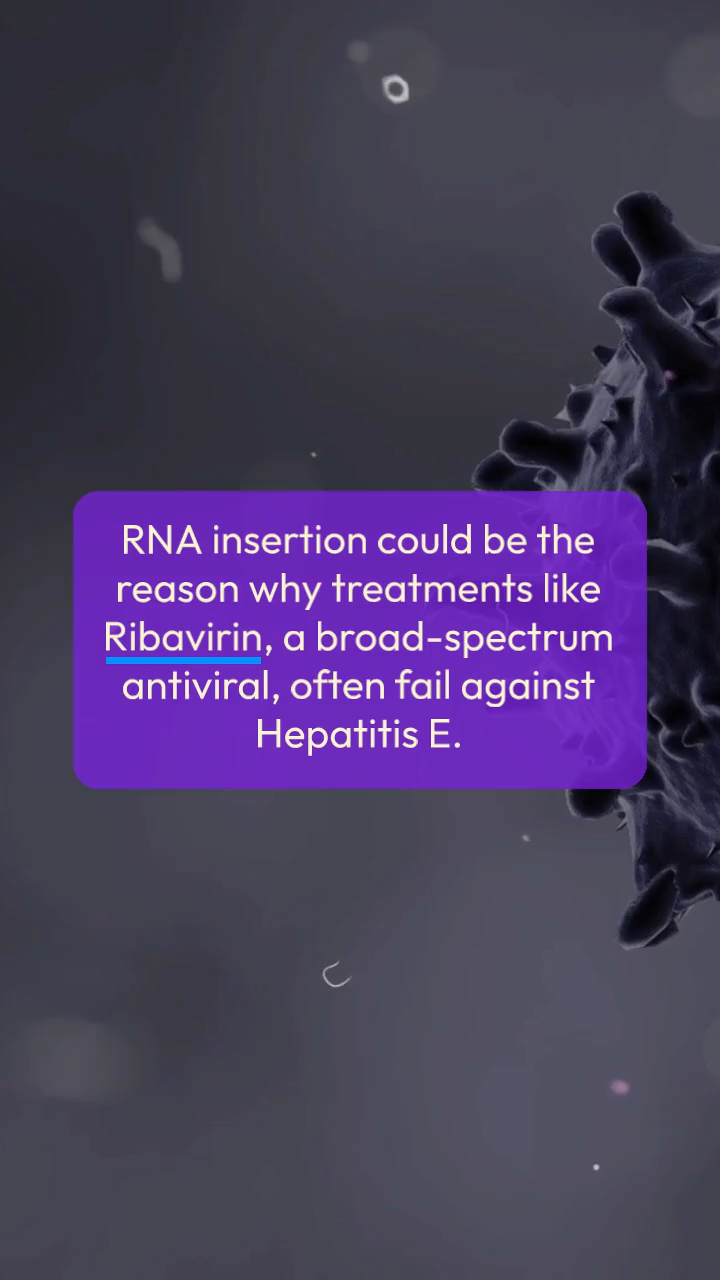 RNA insertion could be the
reason why treatments like
Ribavirin, a broad-spectrum
antiviral, often fail against
Hepatitis E.